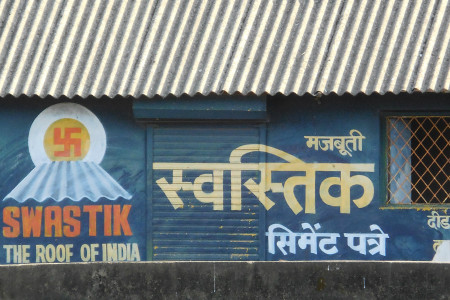 SWASTIK
THE ROOF OF INDIA
मजबूती
स्वस्तिक
सिमेंट पत्रे